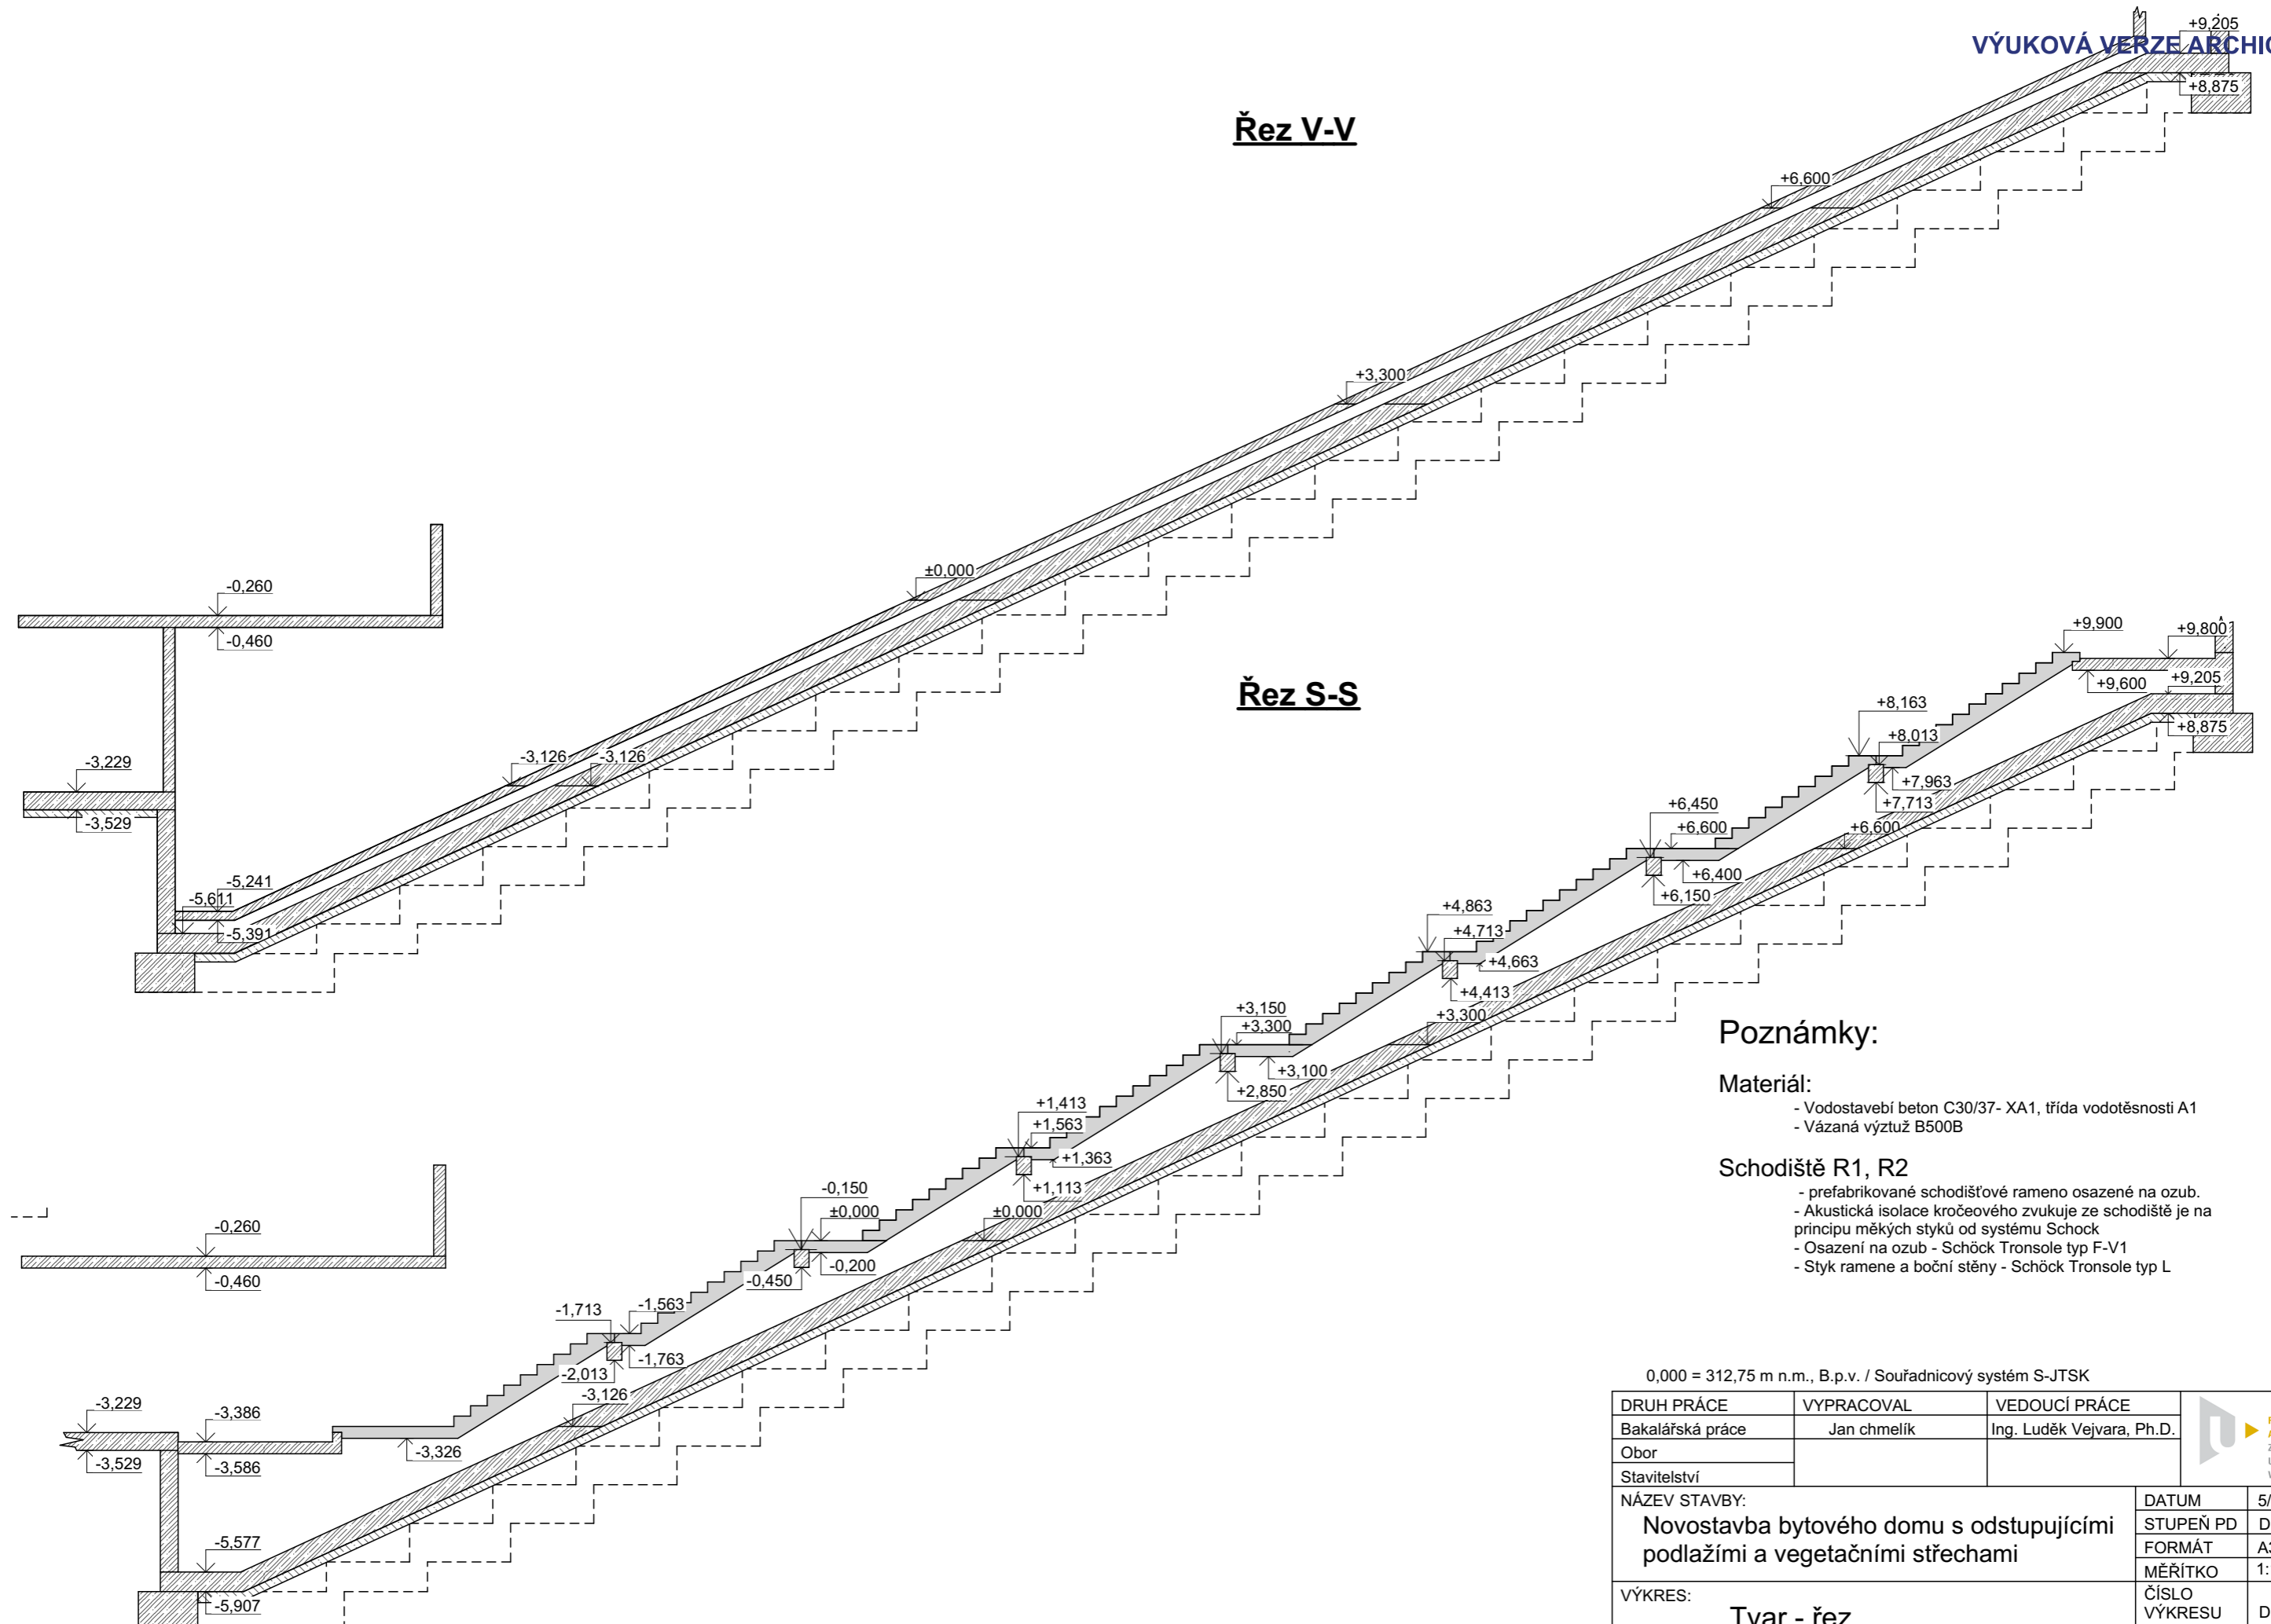 VÝUKOVÁ VERZE
+9,205
+8,875
Řez V-V
+6,600
+3,300
±0,000
-0,260
-0,460
-3,126
-3,126
-3,229
-3,529
-5,241
-5,611
-5,391
Řez S-S
+9,900
+9,800
+9,600
+9,205
+8,875
+8,163
+8,013
+7,963
+7,713
+6,450
+6,600
+6,600
+6,400
+6,150
+4,863
+4,713
+4,663
+4,413
+3,150
+3,300
+3,300
+3,100
+2,850
+1,413
+1,563
+1,363
+1,113
-0,150
±0,000
±0,000
-0,200
-0,450
-0,260
-0,460
-1,713
-1,563
-1,763
-2,013
-3,126
-3,229
-3,386
-3,326
-3,529
-3,586
-5,577
-5,907
Poznámky:
Materiál:
- Vodostavebí beton C30/37- XA1, třída vodotěsnosti A1
- Vázaná výztuž B500B
Schodiště R1, R2
- prefabrikované schodišťové rameno osazené na ozub.
- Akustická isolace kročeového zvukuje ze schodiště je na
principu měkých styků od systému Schock
- Osazení na ozub - Schöck Tronsole typ F-V1
- Styk ramene a boční stěny - Schöck Tronsole typ L
0,000 = 312,75 m n.m., B.p.v. / Souřadnicový systém S-JTSK
DRUH PRÁCE VYPRACOVAL VEDOUCÍ PRÁCE
Bakalářská práce Jan chmelík Ing. Luděk Vejvara, Ph.D.
Obor
Stavitelství
NÁZEV STAVBY:
Novostavba bytového domu s odstupujícími
podlažími a vegetačními střechami
DATUM 5/
STUPEŇ PD D
FORMÁT
MĚŘÍTKO 1:
ČÍSLO
VÝKRESU D
VÝKRES:
Tvar - řez